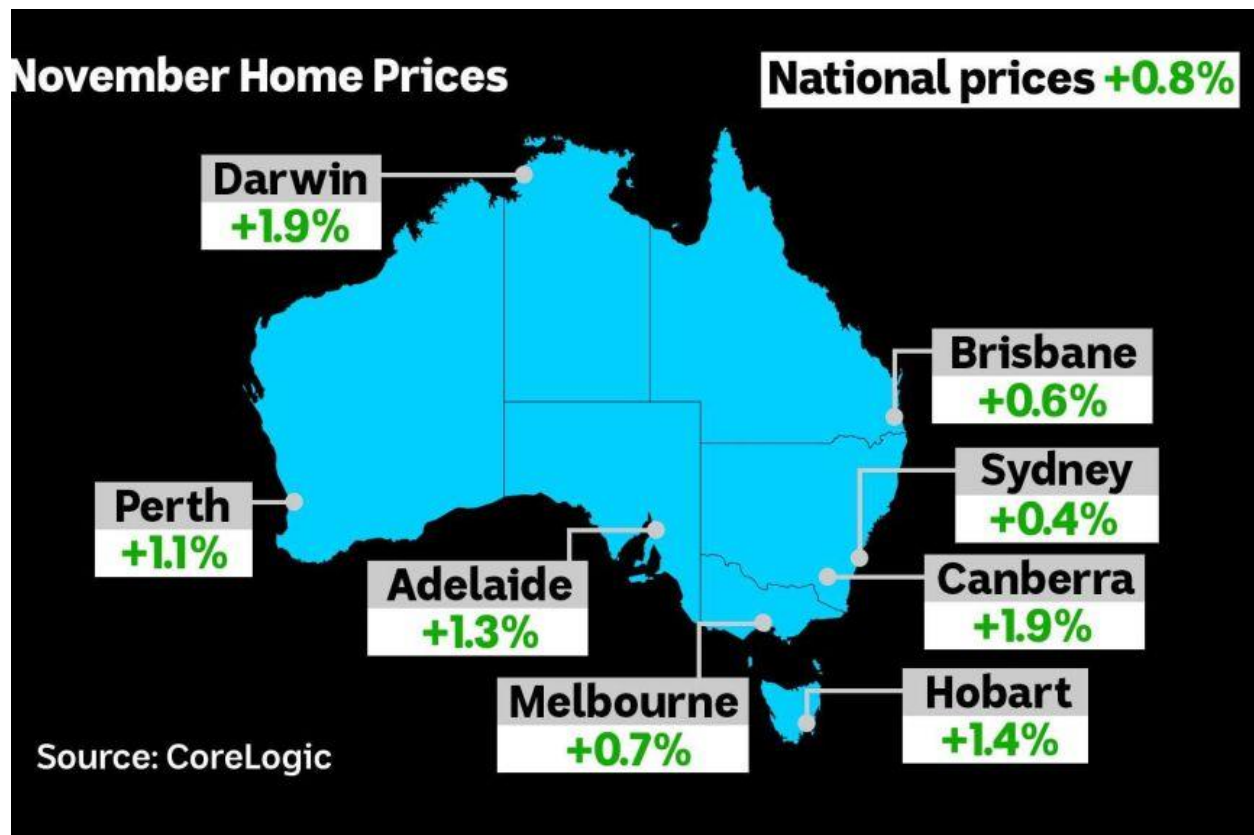 November Home Prices
National prices +0.8%
Darwin
+1.9%
Brisbane
+0.6%
Sydney
+0.4%
Perth
+1.1%
Adelaide
+1.3%
Canberra
+1.9%
Melbourne
+0.7%
Hobart
+1.4%
Source: CoreLogic